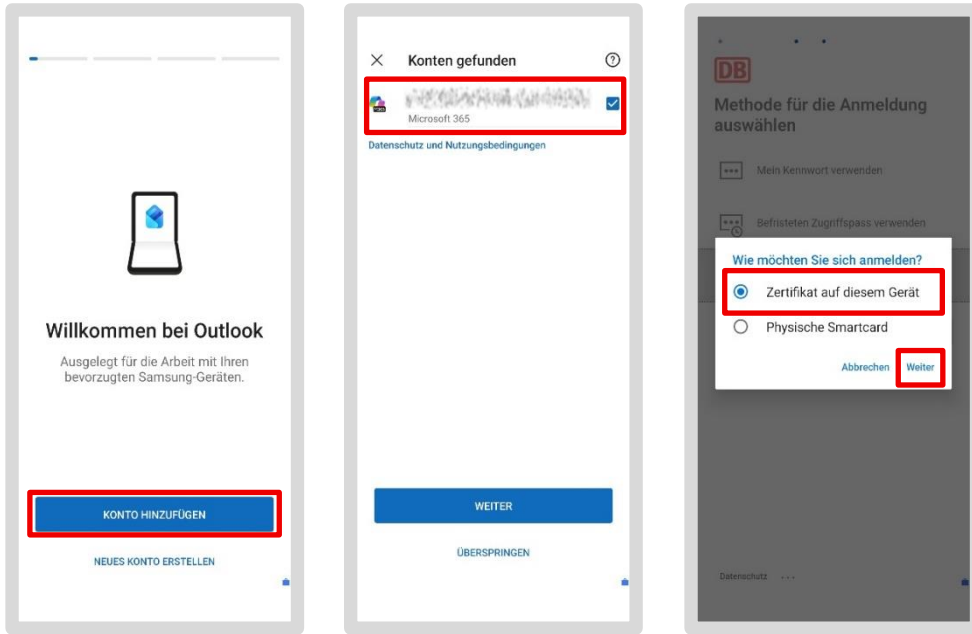 Willkommen bei Outlook
Ausgelegt für die Arbeit mit Ihren
bevorzugten Samsung-Geräten.
KONTO HINZUFÜGEN
NEUES KONTO ERSTELLEN
Konten gefunden
Microsoft 365
Datenschutz und Nutzungsbedingungen
WEITER
ÜBERSPRINGEN
DB
Methode für die Anmeldung
auswählen
Mein Kennwort verwenden
Befristeten Zugriffspass verwenden
Wie möchten Sie sich anmelden?
Zertifikat auf diesem Gerät
Physische Smartcard
Abbrechen Weiter
Datenschutz ...